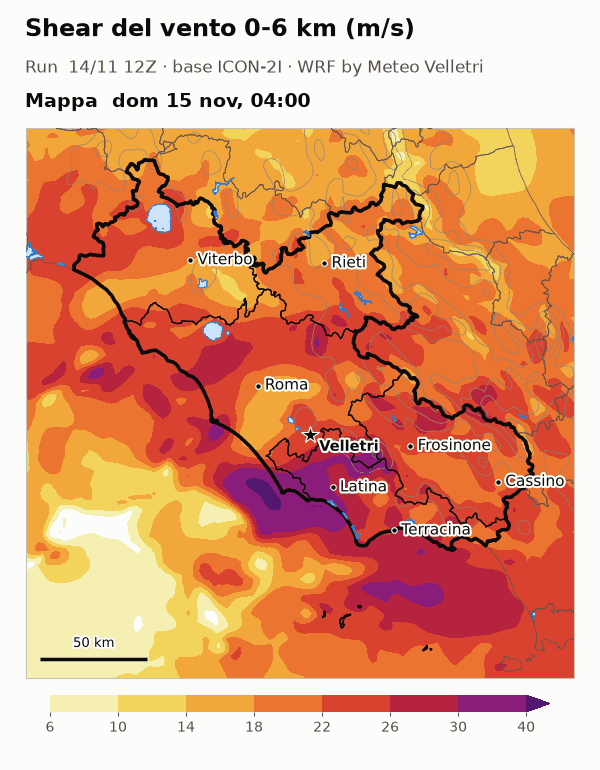 Shear del vento 0-6 km (m/s)
Run  14/11 12Z · base ICON-2I · WRF by Meteo Velletri
Mappa  dom 15 nov, 04:00
Viterbo
Rieti
Roma
Velletri
Frosinone
Latina
Cassino
Terracina
50 km
6 10 14 18 22 26 30 40